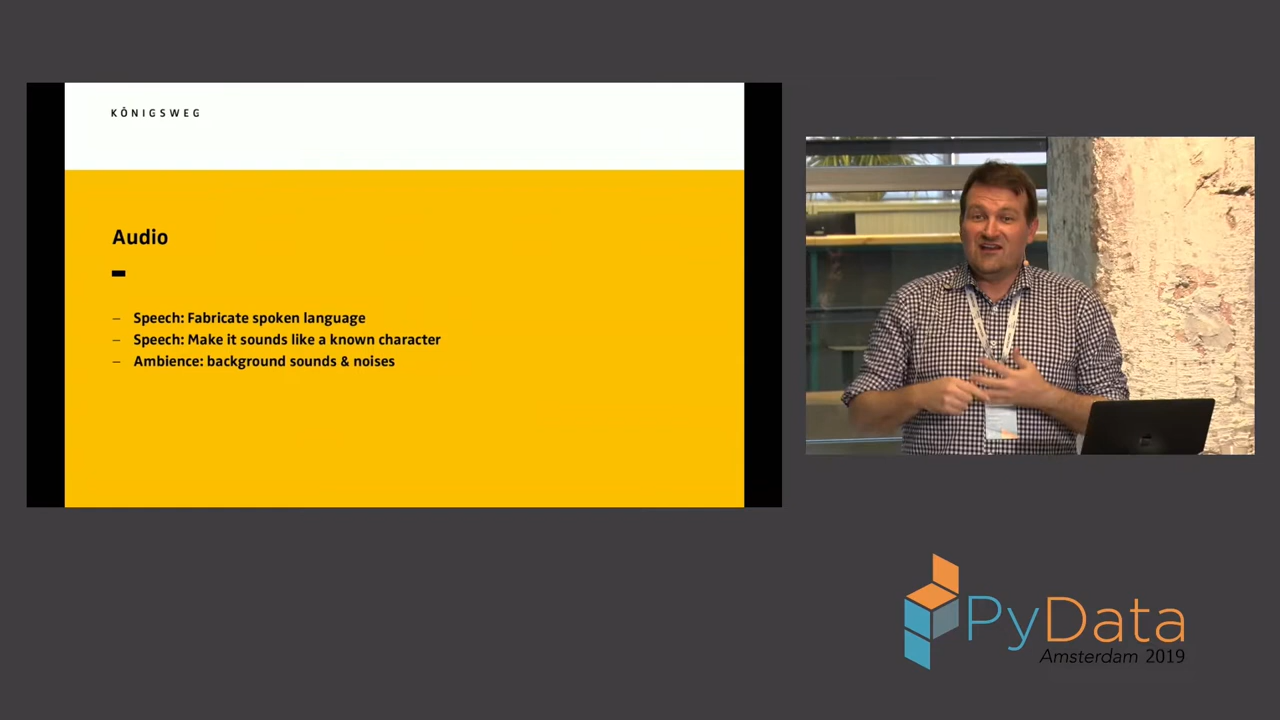 KÖNIGSWEG
Audio
– Speech: Fabricate spoken language
– Speech: Make it sounds like a known character
– Ambience: background sounds & noises
PyData
Amsterdam 2019